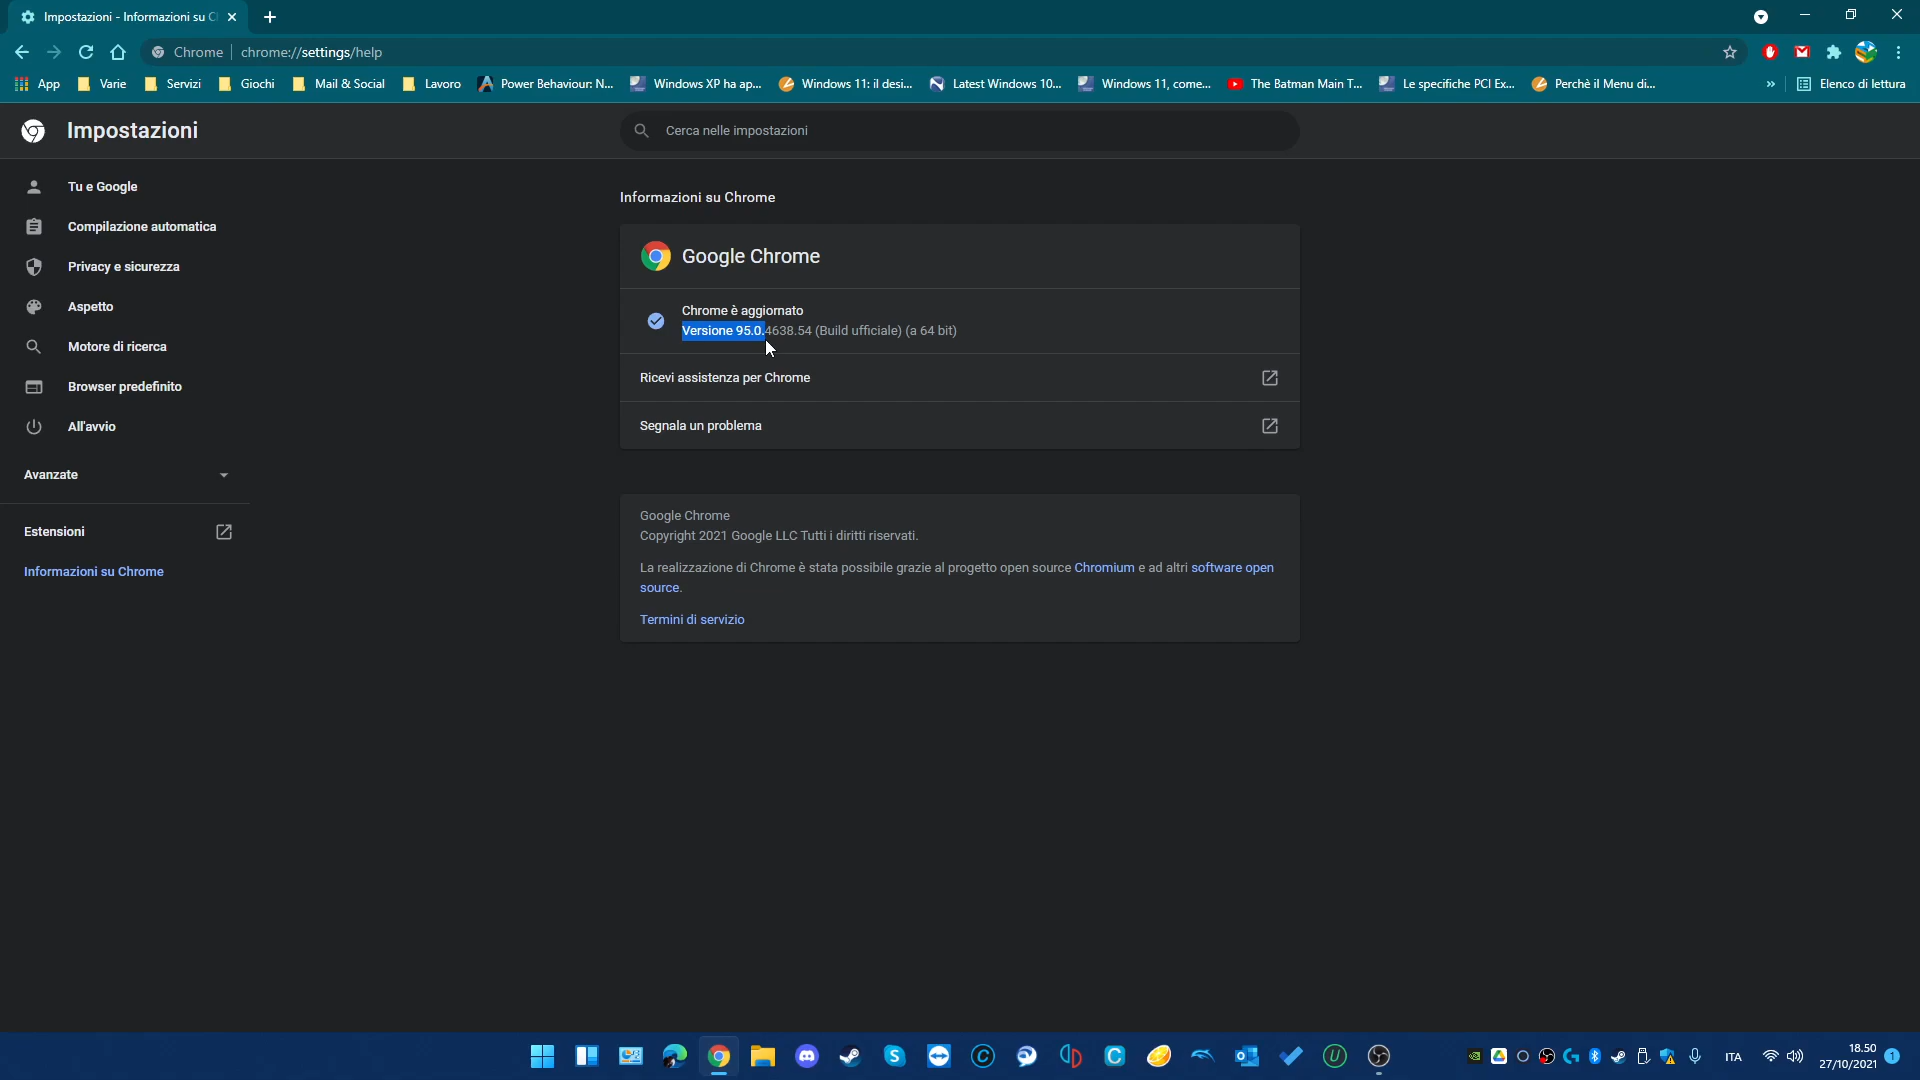 Impostazioni - Informazioni su C
Chrome chrome://settings/help
App Varie Servizi Giochi Mail & Social Lavoro Power Behaviour: N... Windows XP ha ap... Windows 11: il desi... Latest Windows 10... Windows 11, come... The Batman Main T... Le specifiche PCI Ex... Perchè il Menu di... » Elenco di lettura
Impostazioni
Cerca nelle impostazioni
Tu e Google
Compilazione automatica
Privacy e sicurezza
Aspetto
Motore di ricerca
Browser predefinito
All'avvio
Avanzate
Estensioni
Informazioni su Chrome
Informazioni su Chrome
Google Chrome
Chrome è aggiornato
Versione 95.0.4638.54 (Build ufficiale) (a 64 bit)
Ricevi assistenza per Chrome
Segnala un problema
Google Chrome
Copyright 2021 Google LLC Tutti i diritti riservati.
La realizzazione di Chrome è stata possibile grazie al progetto open source Chromium e ad altri software open
source.
Termini di servizio
ITA
18.50
27/10/2021
1